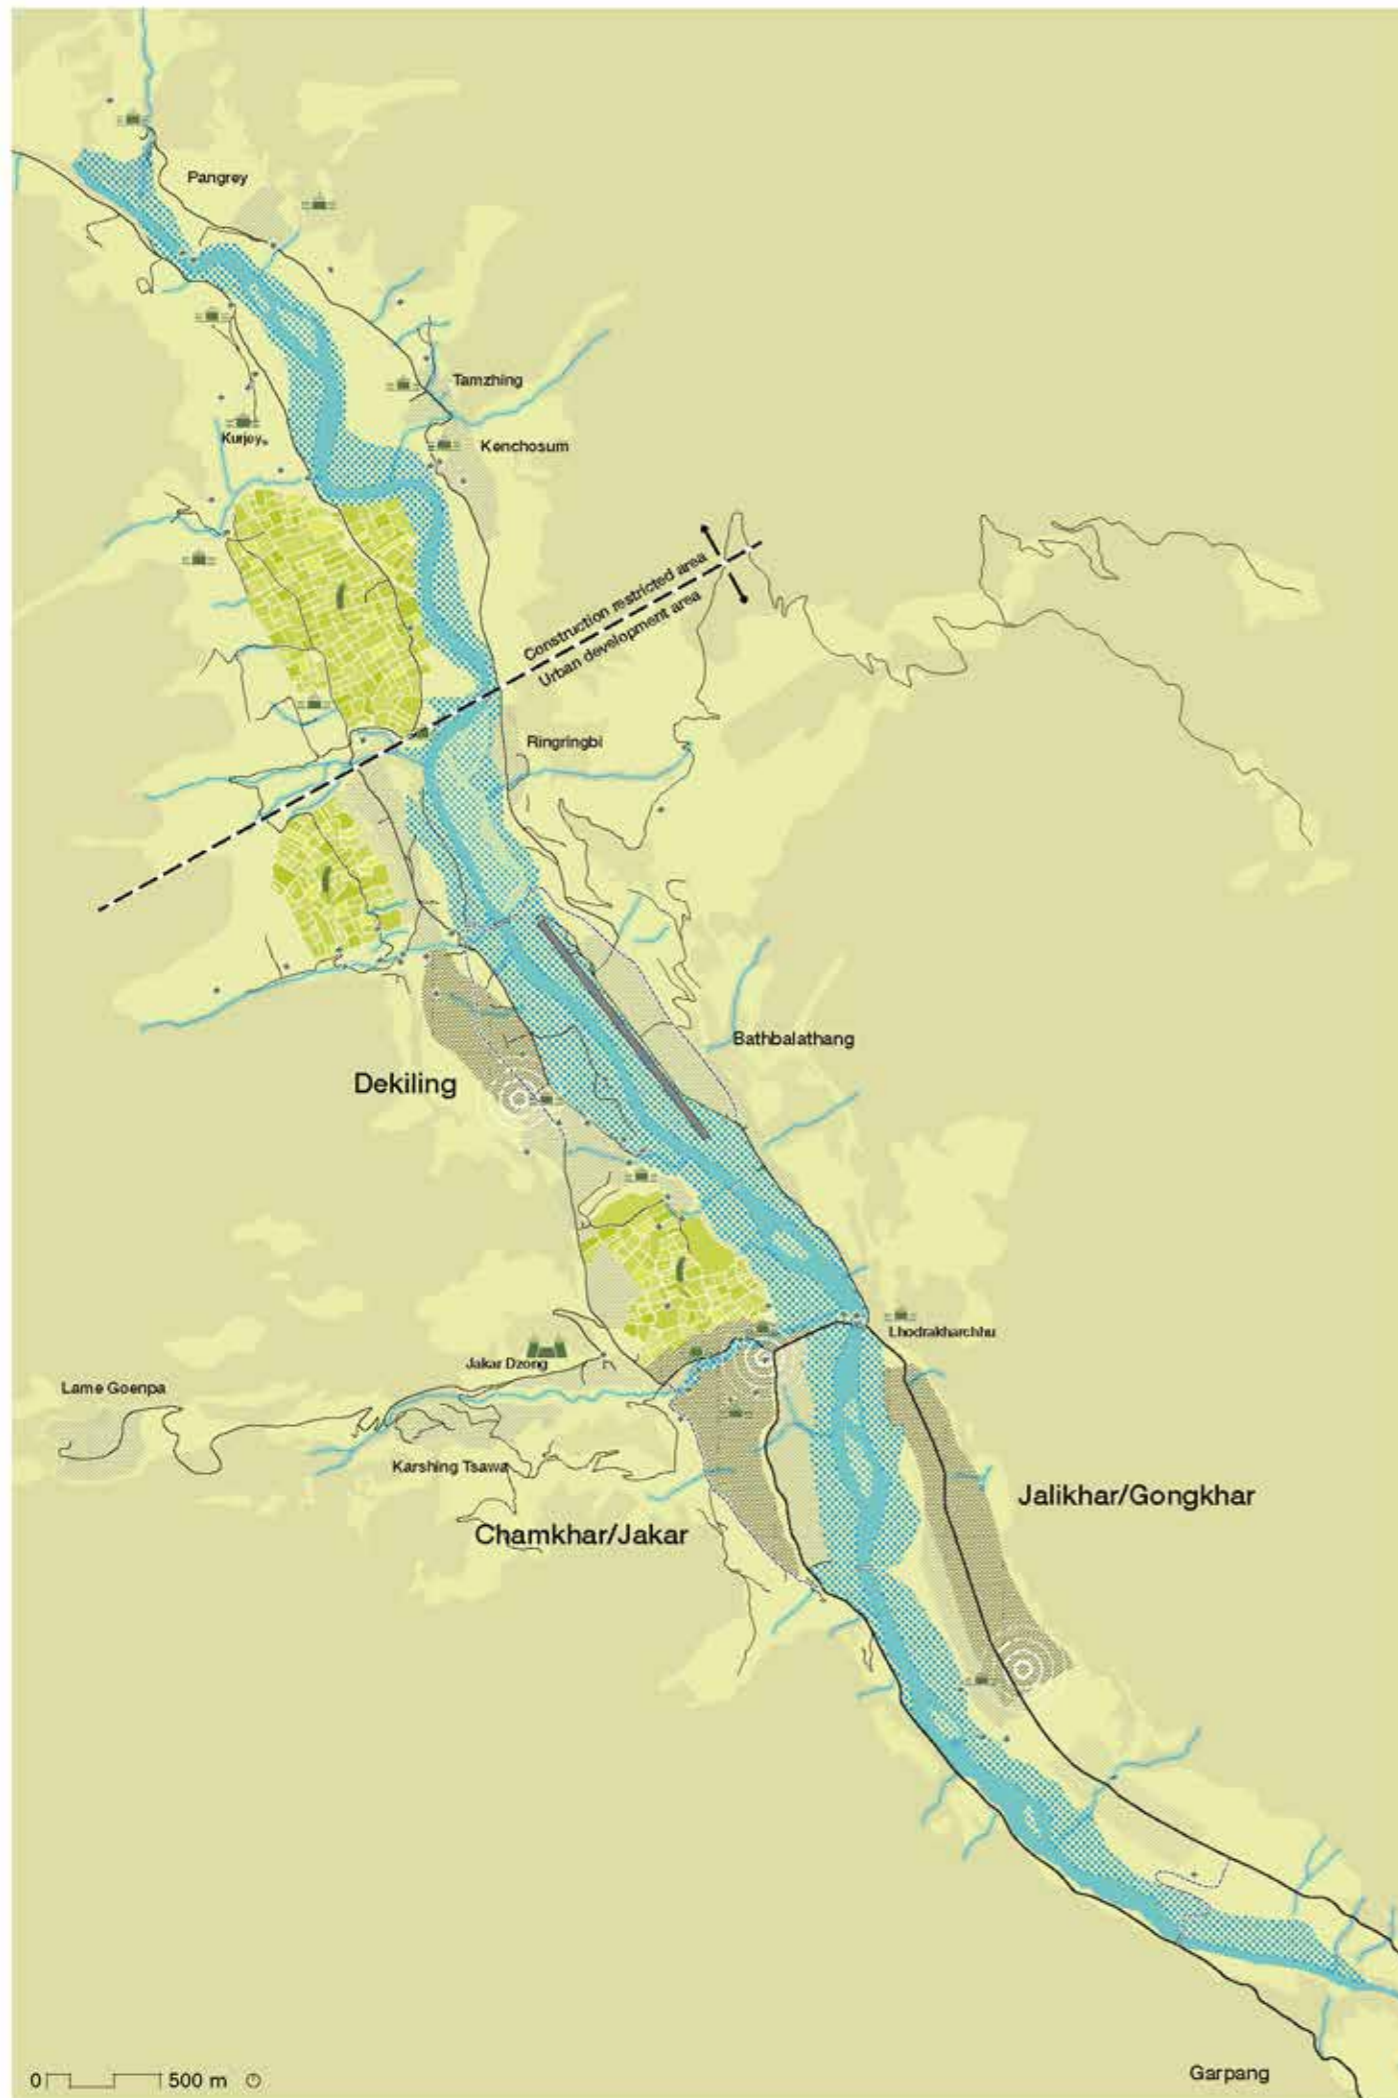 Pangrey
Tamzhing
Kurjey
Kenchosum
Construction restricted area
Urban development area
Ringringbi
Bathbalathang
Dekiling
Lhodrakharchhu
Jakar Dzong
Lame Goenpa
Karshing Tsawa
Jalikhar/Gongkhar
Chamkhar/Jakar
Garpang
0 500 m